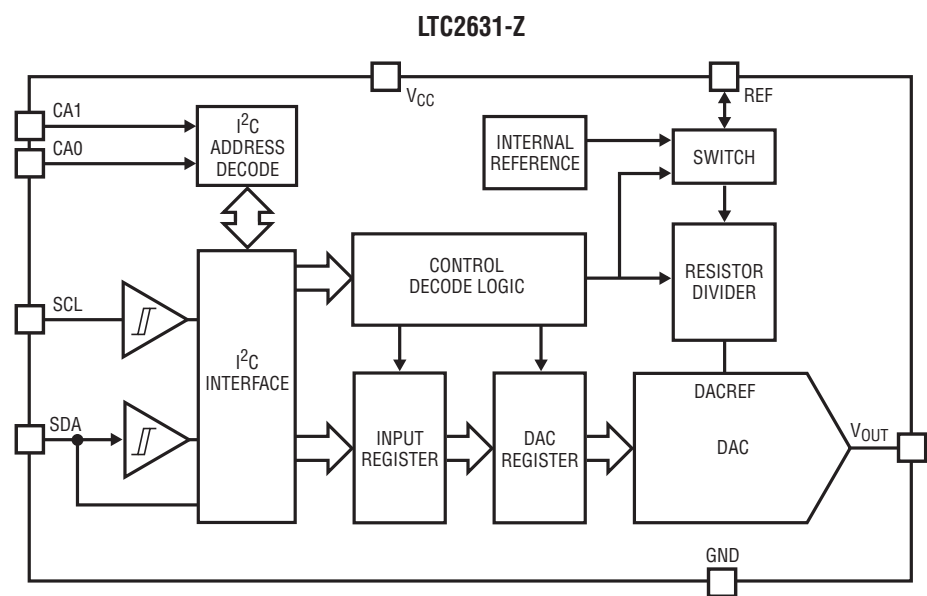 LTC2631-Z
VCC
REF
CA1
CA0
I2C
ADDRESS
DECODE
INTERNAL
REFERENCE
SWITCH
CONTROL
DECODE LOGIC
RESISTOR
DIVIDER
SCL
I2C
INTERFACE
SDA
INPUT
REGISTER
DAC
REGISTER
DACREF
DAC
VOUT
GND